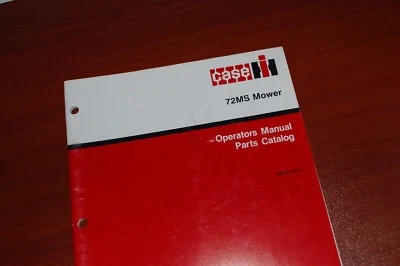 CASE IH
72MS Mower
Operators Manual
Parts Catalog